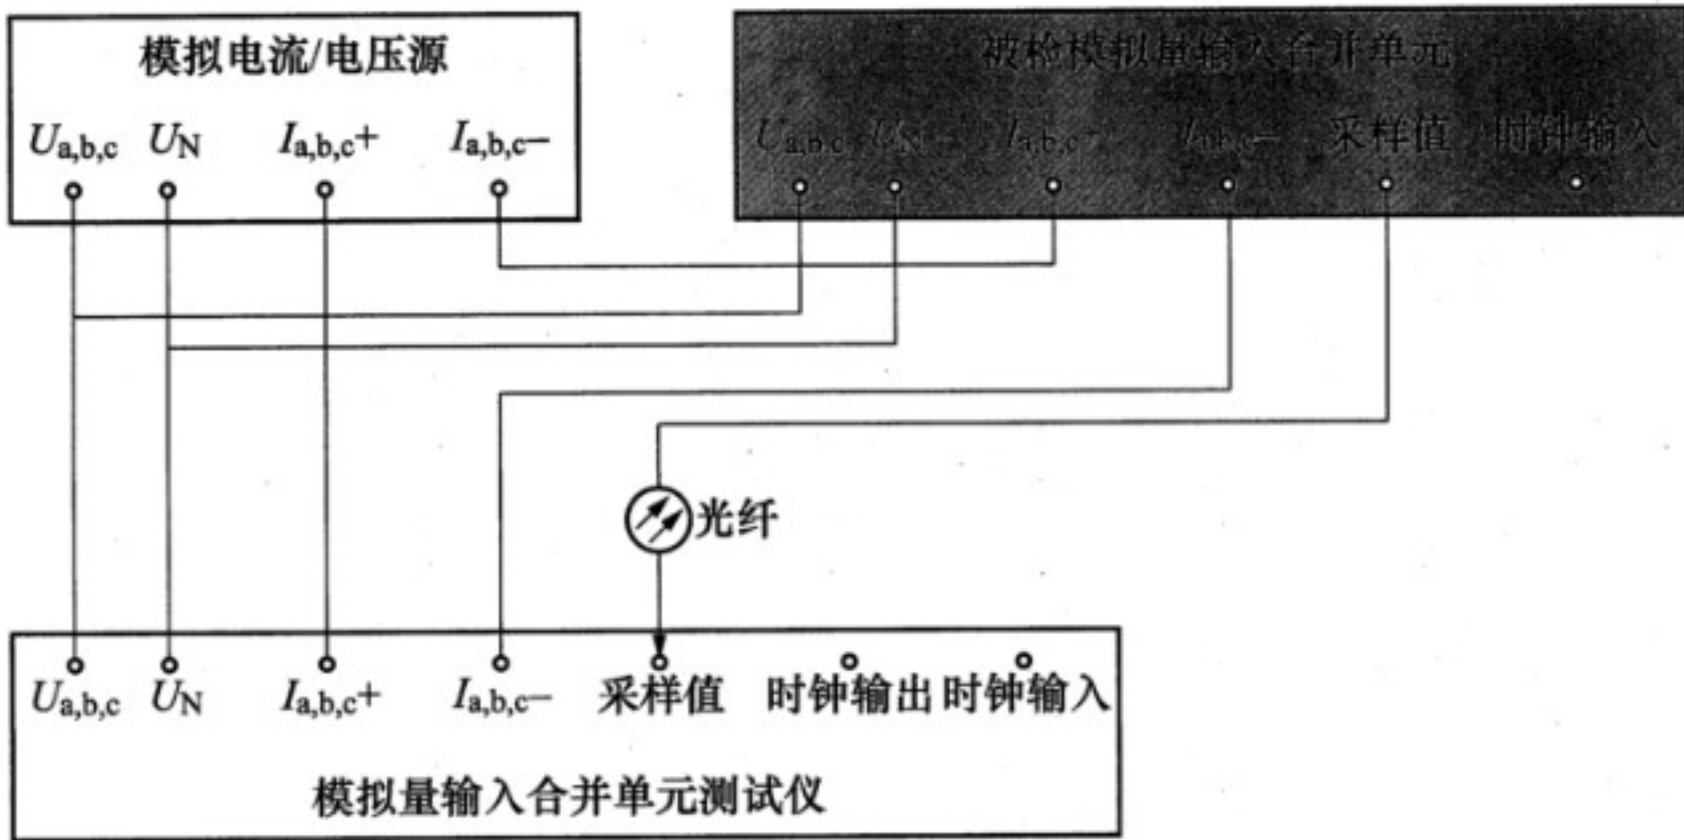 模拟电流/电压源
Ua,b,c UN Ia,b,c+ Ia,b,c−
被检模拟量输入合并单元
Ua,b,c UN Ia,b,c+ Ia,b,c− 采样值 时钟输入
光纤
Ua,b,c UN Ia,b,c+ Ia,b,c− 采样值 时钟输出 时钟输入
模拟量输入合并单元测试仪